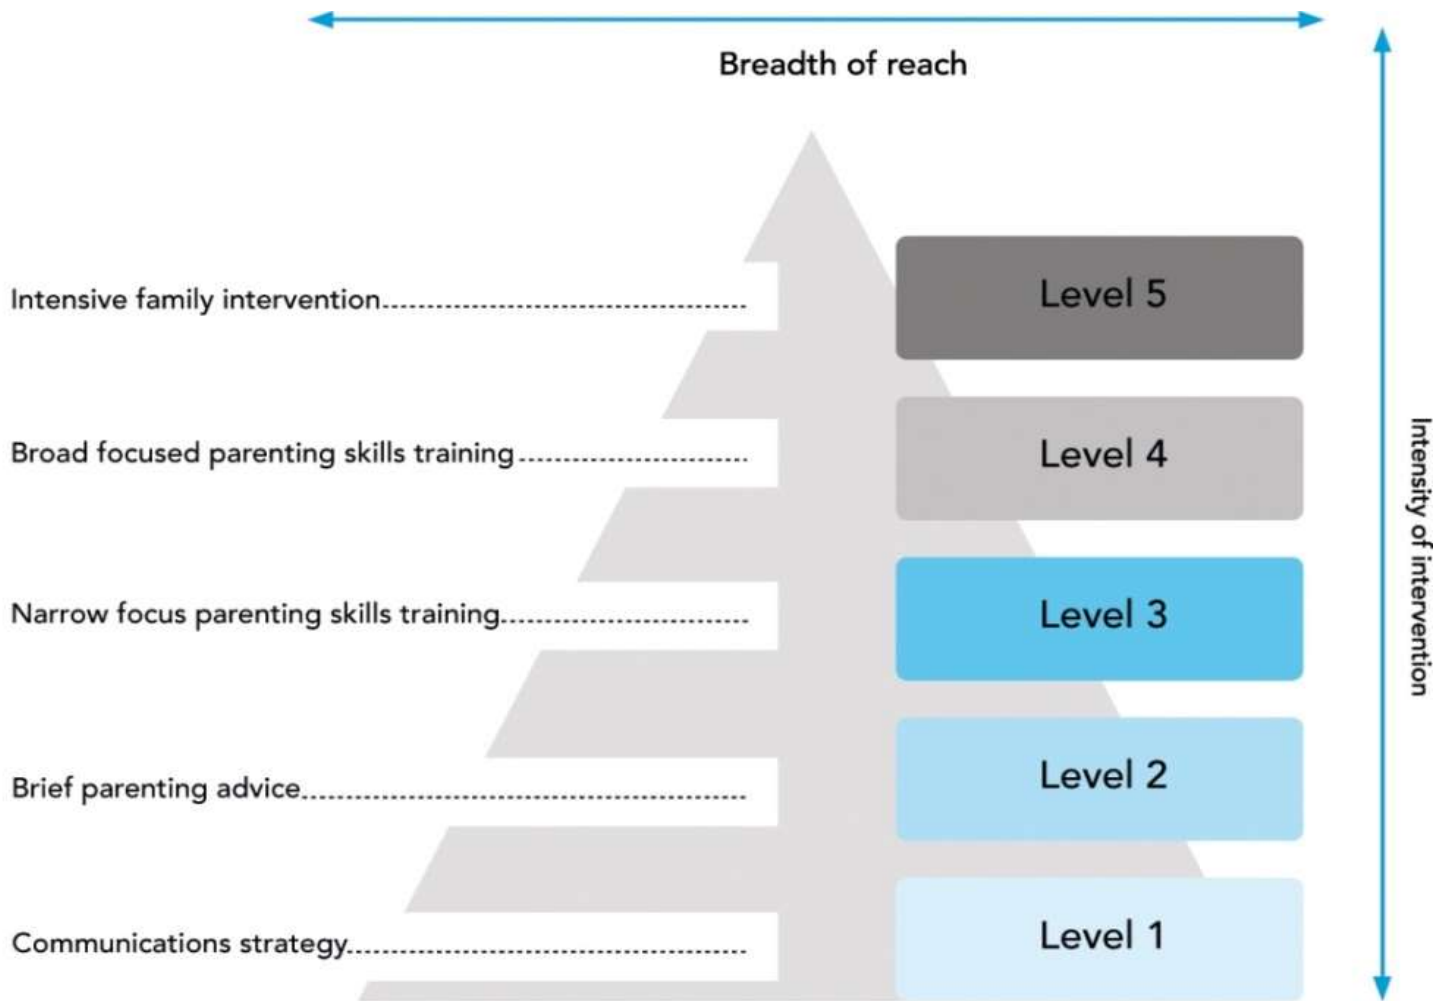 Breadth of reach
Intensive family intervention
Level 5
Broad focused parenting skills training
Level 4
Narrow focus parenting skills training
Level 3
Brief parenting advice
Level 2
Communications strategy
Level 1
Intensity of intervention